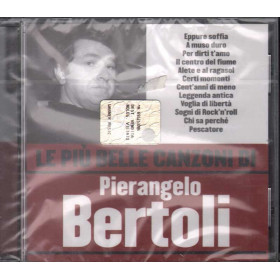 Eppure soffia
A muso duro
Per dirti t'amo
Il centro del fiume
Alete e al ragassi
Certi momenti
Cent'anni di meno
Leggenda antica
Voglia di libertà
Sogni di Rock'n'roll
Chi sa perché
Pescatore
LE PIÙ BELLE CANZONI DI
Pierangelo
Bertoli